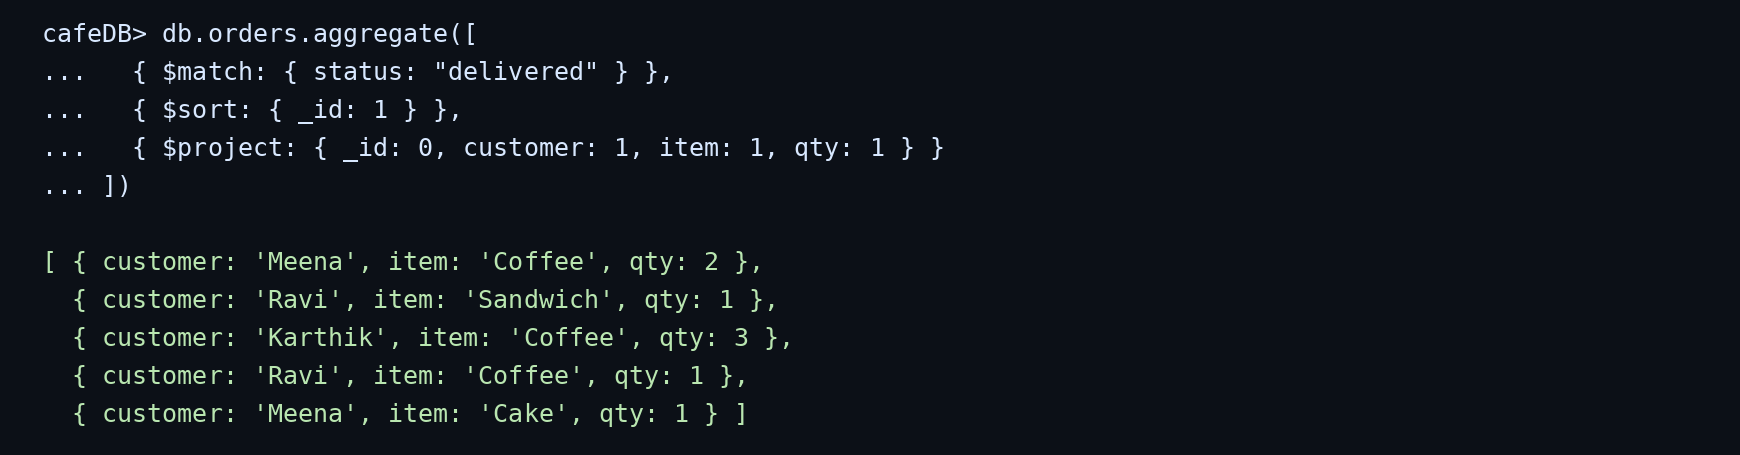 cafeDB> db.orders.aggregate([
...   { $match: { status: "delivered" } },
...   { $sort: { _id: 1 } },
...   { $project: { _id: 0, customer: 1, item: 1, qty: 1 } }
... ])
[ { customer: 'Meena', item: 'Coffee', qty: 2 },
  { customer: 'Ravi', item: 'Sandwich', qty: 1 },
  { customer: 'Karthik', item: 'Coffee', qty: 3 },
  { customer: 'Ravi', item: 'Coffee', qty: 1 },
  { customer: 'Meena', item: 'Cake', qty: 1 } ]